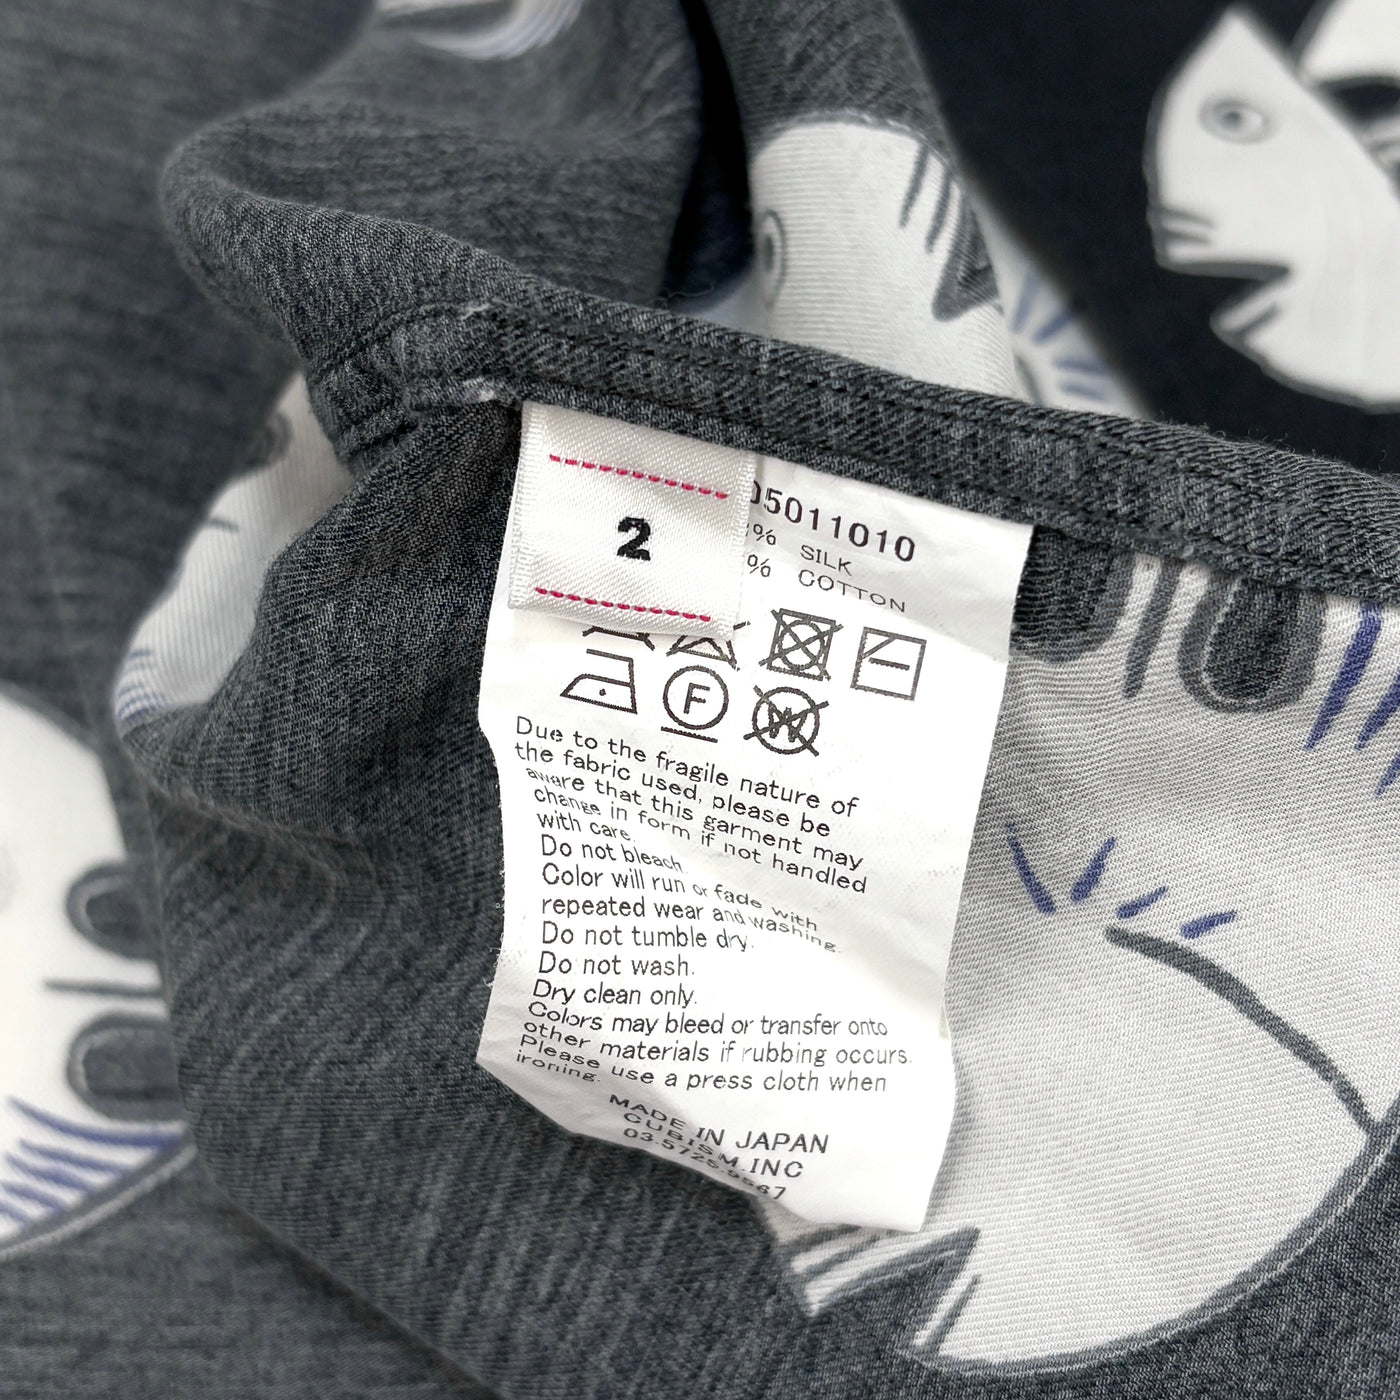 2
05011010
% SILK
% COTTON
F
W
Due to the fragile nature of
the fabric used, please be
aware that this garment may
change in form if not handled
with care.
Do not bleach.
Color will run or fade with
repeated wear and washing.
Do not tumble dry.
Do not wash.
Dry clean only.
Colors may bleed or transfer onto
other materials if rubbing occurs.
Please use a press cloth when
ironing.
MADE IN JAPAN
CUBISM.INC
03-5725-9567